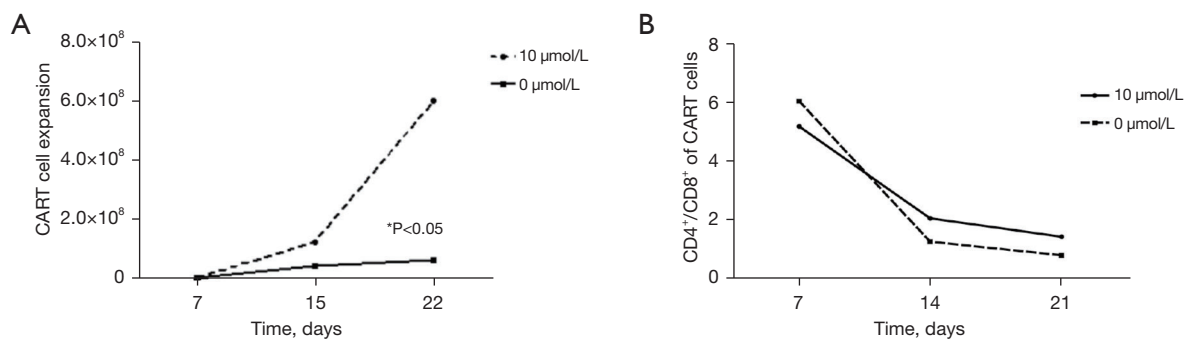 A
CART cell expansion
8.0×10⁸
6.0×10⁸
4.0×10⁸
2.0×10⁸
0
10 μmol/L
0 μmol/L
*P<0.05
7 15 22
Time, days
B
CD4⁺/CD8⁺ of CART cells
8
6
4
2
0
10 μmol/L
0 μmol/L
7 14 21
Time, days